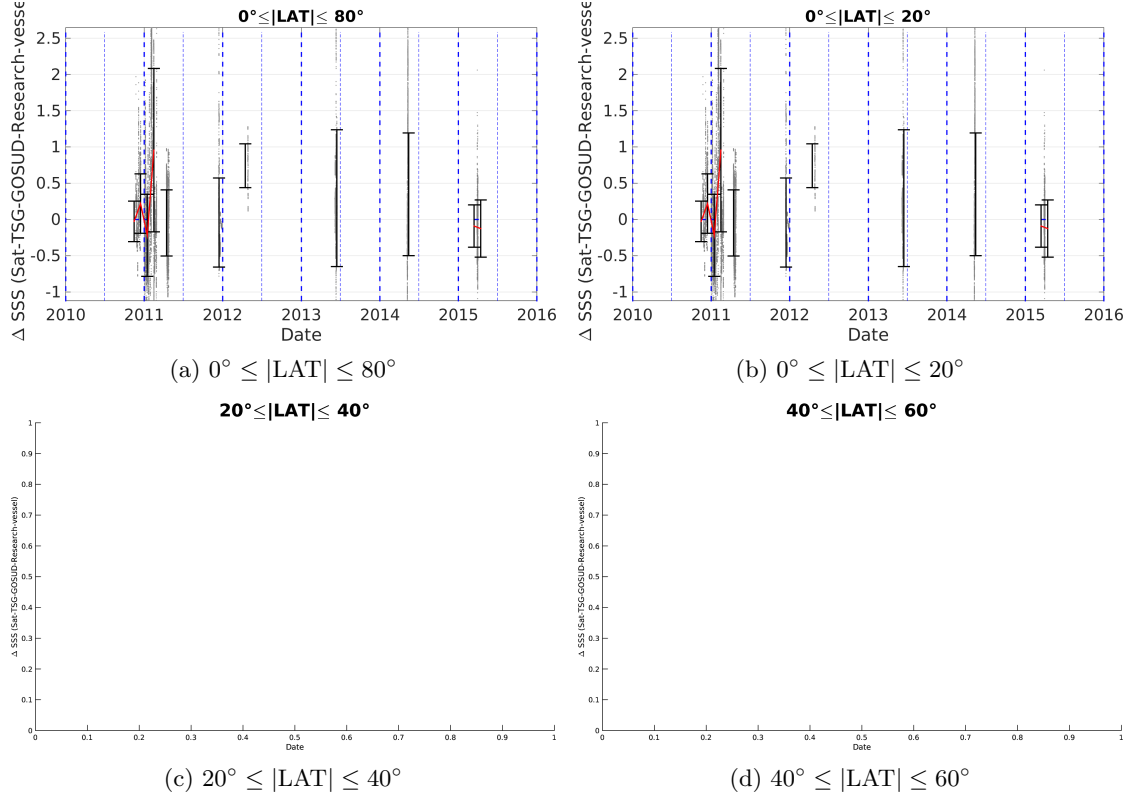 0°≤|LAT|≤ 80°
Δ SSS (Sat-TSG-GOSUD-Research-vesse
2.5
2
1.5
1
0.5
0
-0.5
-1
2010 2011 2012 2013 2014 2015 2016
Date
(a) 0° ≤ |LAT| ≤ 80°
0°≤|LAT|≤ 20°
Δ SSS (Sat-TSG-GOSUD-Research-vesse
2.5
2
1.5
1
0.5
0
-0.5
-1
2010 2011 2012 2013 2014 2015 2016
Date
(b) 0° ≤ |LAT| ≤ 20°
20°≤|LAT|≤ 40°
Δ SSS (Sat-TSG-GOSUD-Research-vessel)
1
0.9
0.8
0.7
0.6
0.5
0.4
0.3
0.2
0.1
0
0 0.1 0.2 0.3 0.4 0.5 0.6 0.7 0.8 0.9 1
Date
(c) 20° ≤ |LAT| ≤ 40°
40°≤|LAT|≤ 60°
Δ SSS (Sat-TSG-GOSUD-Research-vessel)
1
0.9
0.8
0.7
0.6
0.5
0.4
0.3
0.2
0.1
0
0 0.1 0.2 0.3 0.4 0.5 0.6 0.7 0.8 0.9 1
Date
(d) 40° ≤ |LAT| ≤ 60°